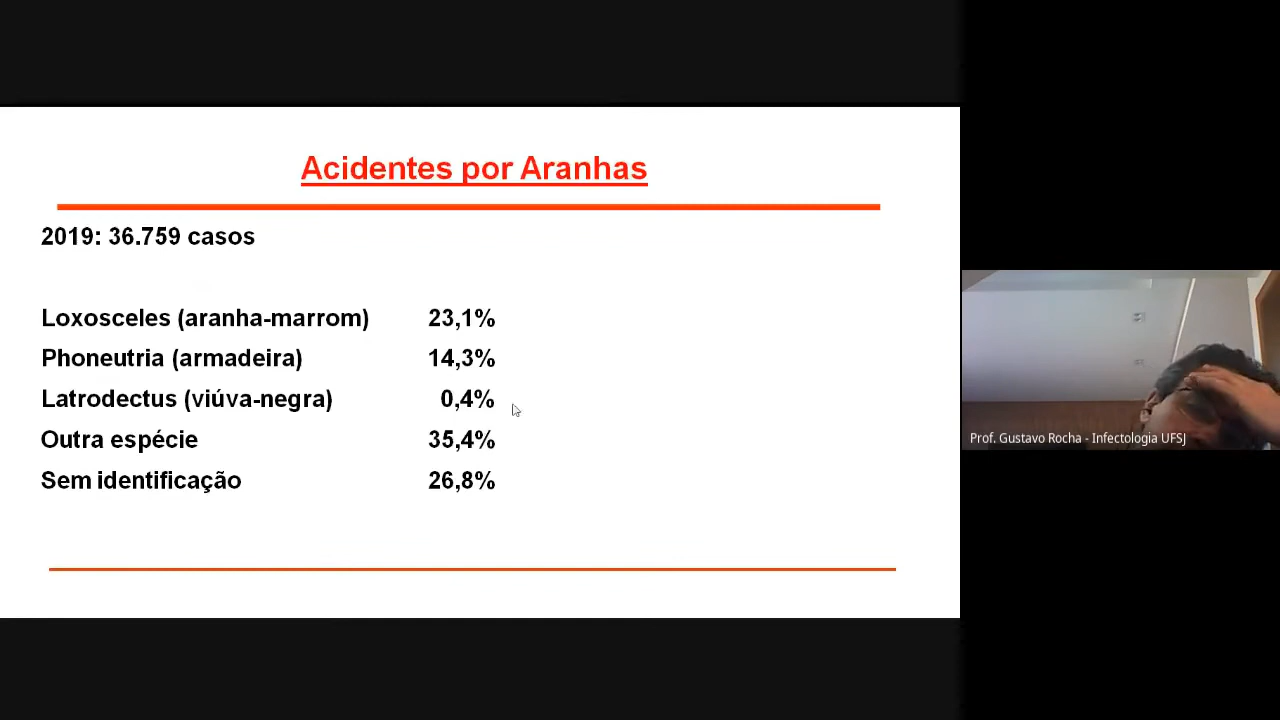 Acidentes por Aranhas
2019: 36.759 casos
Loxosceles (aranha-marrom) 23,1%
Phoneutria (armadeira) 14,3%
Latrodectus (viúva-negra) 0,4%
Outra espécie 35,4%
Sem identificação 26,8%
Prof. Gustavo Rocha - Infectologia UFSJ